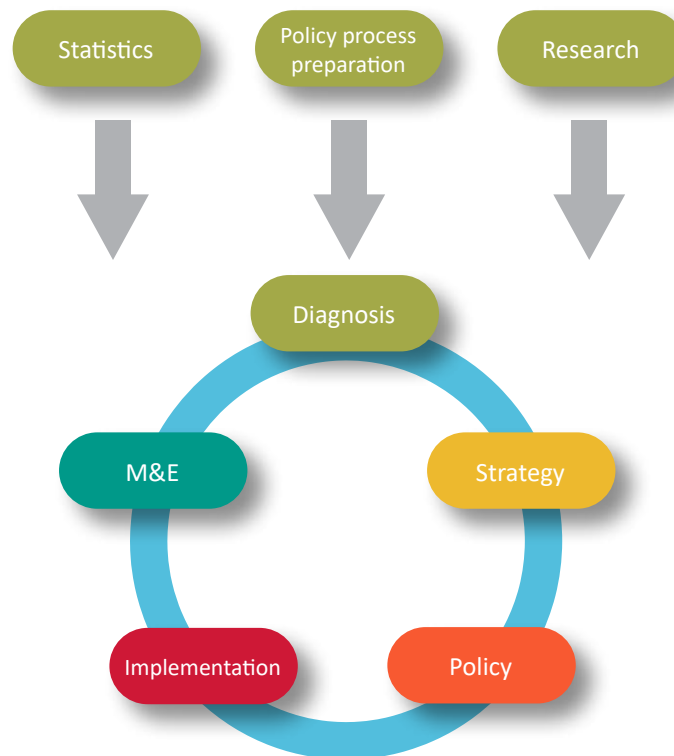 Statistics
Policy process
preparation
Research
Diagnosis
M&E
Strategy
Implementation
Policy